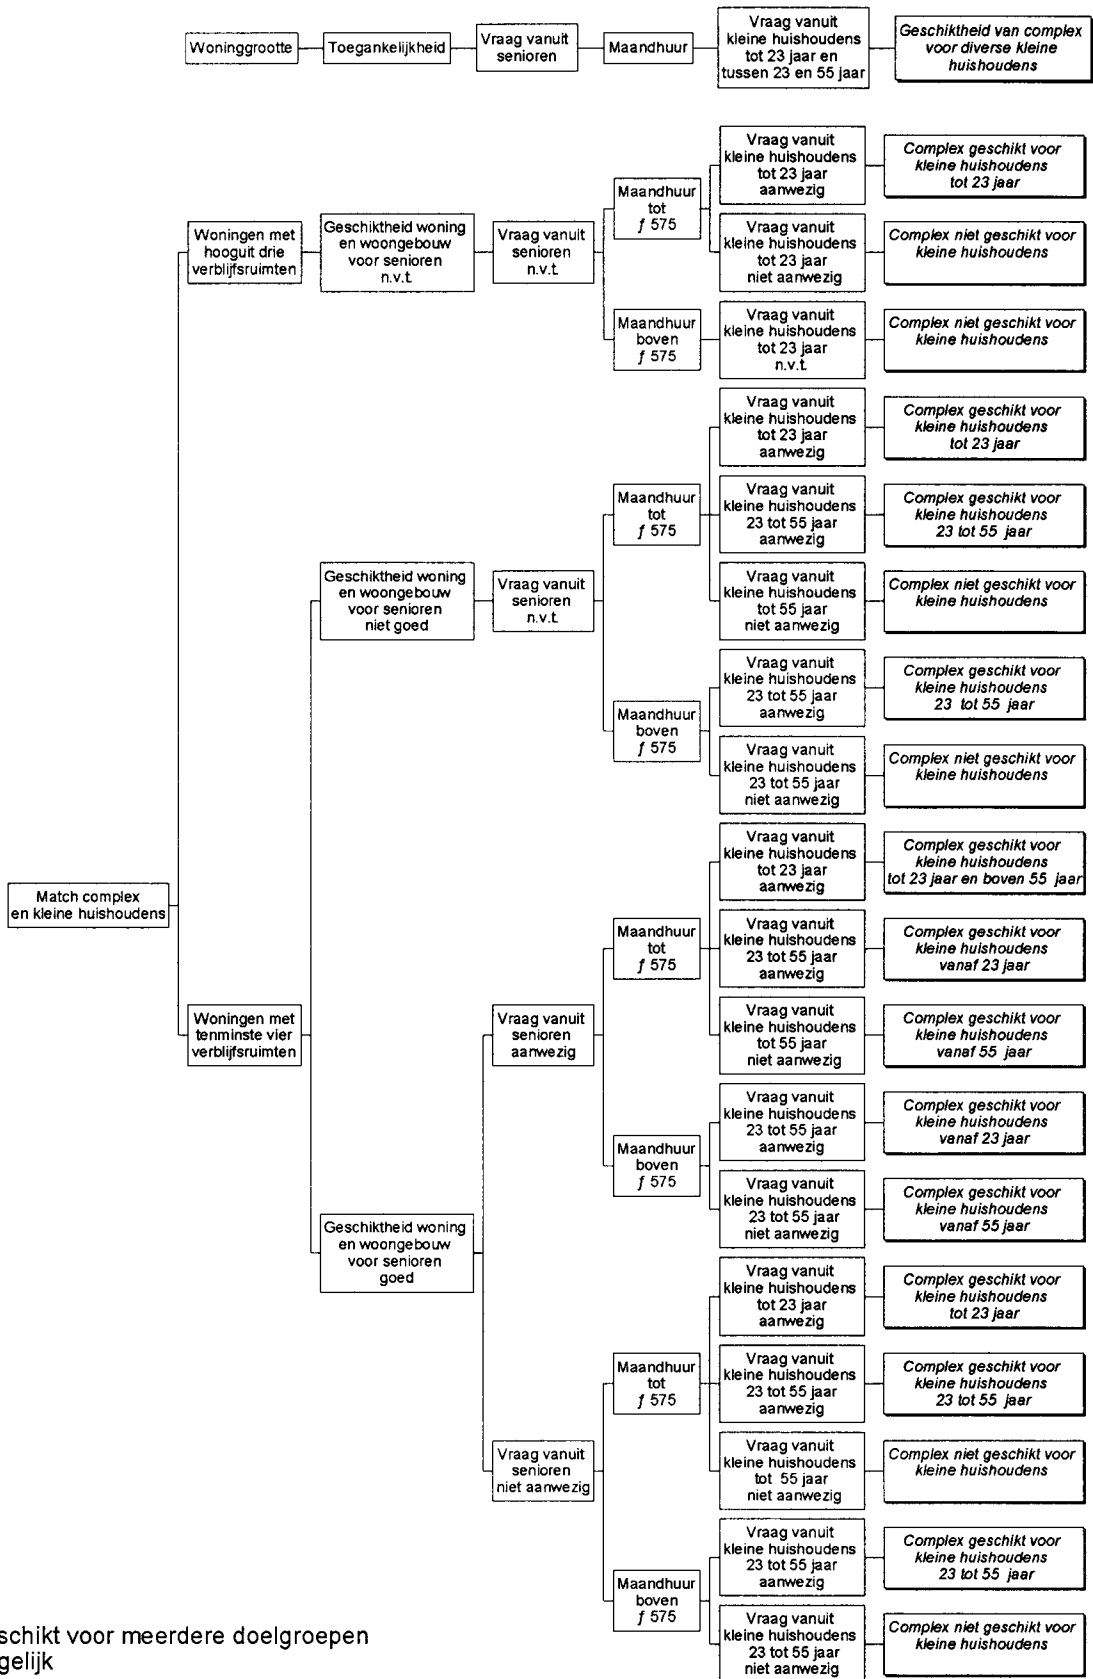 Woninggrootte
Toegankelijkheid
Vraag vanuit
senioren
Maandhuur
Vraag vanuit
kleine huishoudens
tot 23 jaar en
tussen 23 en 55 jaar
Geschiktheid van complex
voor diverse kleine
huishoudens
Match complex
en kleine huishoudens
Woningen met
hooguit drie
verblijfsruimten
Geschiktheid woning
en woongebouw
voor senioren
n.v.t.
Vraag vanuit
senioren
n.v.t.
Maandhuur
tot
ƒ 575
Vraag vanuit
kleine huishoudens
tot 23 jaar
aanwezig
Complex geschikt voor
kleine huishoudens
tot 23 jaar
Vraag vanuit
kleine huishoudens
tot 23 jaar
niet aanwezig
Complex niet geschikt voor
kleine huishoudens
Maandhuur
boven
ƒ 575
Vraag vanuit
kleine huishoudens
tot 23 jaar
n.v.t.
Complex niet geschikt voor
kleine huishoudens
Woningen met
tenminste vier
verblijfsruimten
Geschiktheid woning
en woongebouw
voor senioren
niet goed
Vraag vanuit
senioren
n.v.t.
Maandhuur
tot
ƒ 575
Vraag vanuit
kleine huishoudens
tot 23 jaar
aanwezig
Complex geschikt voor
kleine huishoudens
tot 23 jaar
Vraag vanuit
kleine huishoudens
23 tot 55 jaar
aanwezig
Complex geschikt voor
kleine huishoudens
23 tot 55 jaar
Vraag vanuit
kleine huishoudens
tot 55 jaar
niet aanwezig
Complex niet geschikt voor
kleine huishoudens
Maandhuur
boven
ƒ 575
Vraag vanuit
kleine huishoudens
23 tot 55 jaar
aanwezig
Complex geschikt voor
kleine huishoudens
23 tot 55 jaar
Vraag vanuit
kleine huishoudens
23 tot 55 jaar
niet aanwezig
Complex niet geschikt voor
kleine huishoudens
Geschiktheid woning
en woongebouw
voor senioren
goed
Vraag vanuit
senioren
aanwezig
Maandhuur
tot
ƒ 575
Vraag vanuit
kleine huishoudens
tot 23 jaar
aanwezig
Complex geschikt voor
kleine huishoudens
tot 23 jaar en boven 55 jaar
Vraag vanuit
kleine huishoudens
23 tot 55 jaar
aanwezig
Complex geschikt voor
kleine huishoudens
vanaf 23 jaar
Vraag vanuit
kleine huishoudens
tot 55 jaar
niet aanwezig
Complex geschikt voor
kleine huishoudens
vanaf 55 jaar
Maandhuur
boven
ƒ 575
Vraag vanuit
kleine huishoudens
23 tot 55 jaar
aanwezig
Complex geschikt voor
kleine huishoudens
vanaf 23 jaar
Vraag vanuit
kleine huishoudens
23 tot 55 jaar
niet aanwezig
Complex geschikt voor
kleine huishoudens
vanaf 55 jaar
Vraag vanuit
senioren
niet aanwezig
Maandhuur
tot
ƒ 575
Vraag vanuit
kleine huishoudens
tot 23 jaar
aanwezig
Complex geschikt voor
kleine huishoudens
tot 23 jaar
Vraag vanuit
kleine huishoudens
23 tot 55 jaar
aanwezig
Complex geschikt voor
kleine huishoudens
23 tot 55 jaar
Vraag vanuit
kleine huishoudens
tot 55 jaar
niet aanwezig
Complex niet geschikt voor
kleine huishoudens
Maandhuur
boven
ƒ 575
Vraag vanuit
kleine huishoudens
23 tot 55 jaar
aanwezig
Complex geschikt voor
kleine huishoudens
23 tot 55 jaar
Vraag vanuit
kleine huishoudens
23 tot 55 jaar
niet aanwezig
Complex niet geschikt voor
kleine huishoudens
schikt voor meerdere doelgroepen
gelijk